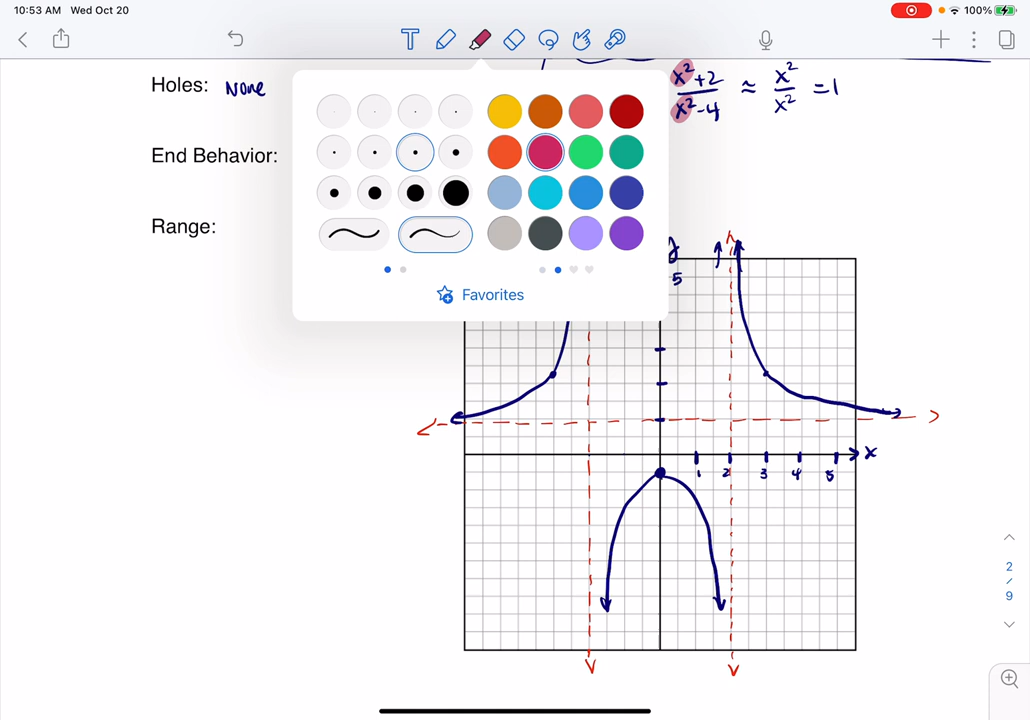 10:53 AM Wed Oct 20
100%
T
Holes: None
x²+2 / x²-4 ≈ x² / x² = 1
End Behavior:
Range:
Favorites
y
5
x
1 2 3 4 5
2
/
9